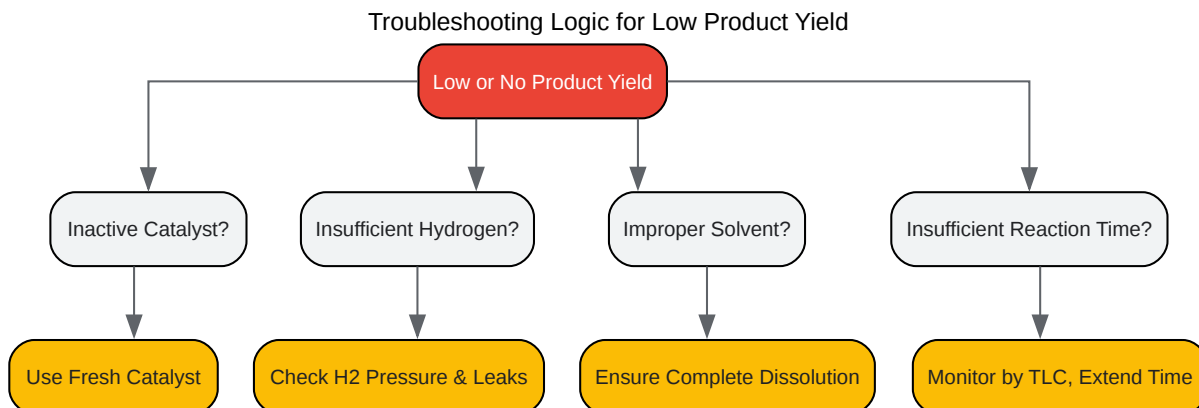 Troubleshooting Logic for Low Product Yield
Low or No Product Yield
Inactive Catalyst?
Insufficient Hydrogen?
Improper Solvent?
Insufficient Reaction Time?
Use Fresh Catalyst
Check H2 Pressure & Leaks
Ensure Complete Dissolution
Monitor by TLC, Extend Time